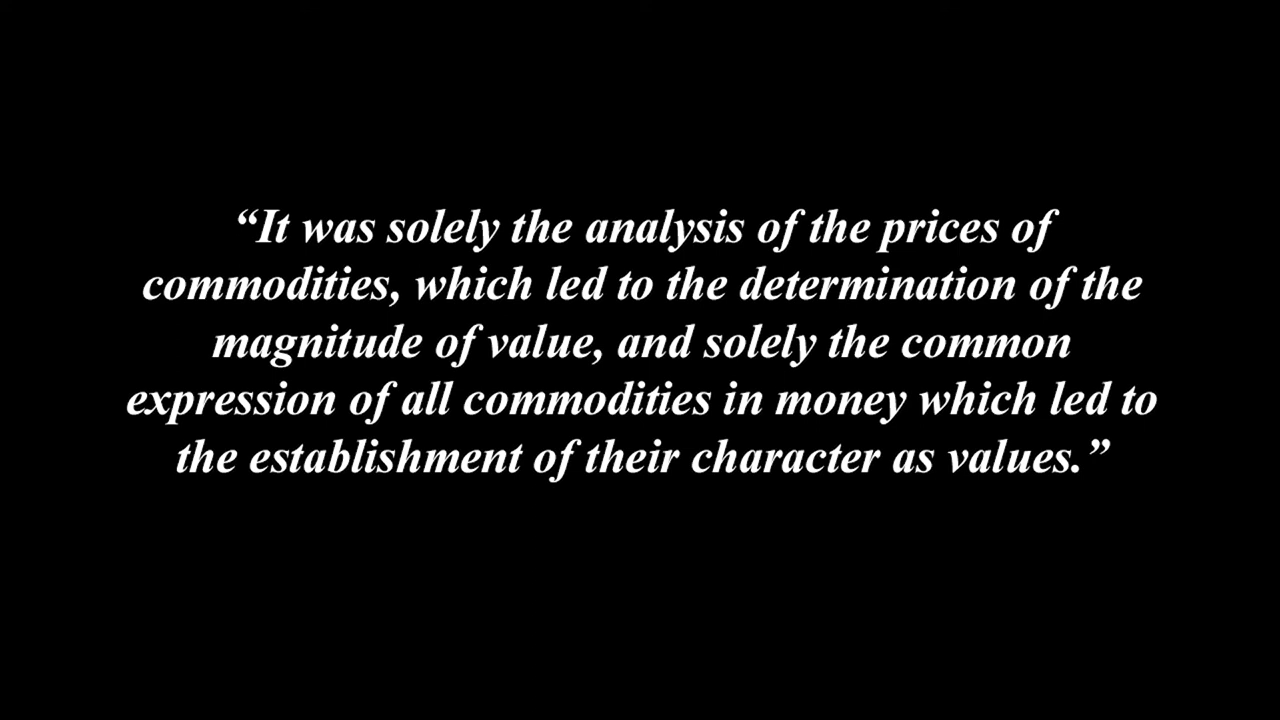 “It was solely the analysis of the prices of
commodities, which led to the determination of the
magnitude of value, and solely the common
expression of all commodities in money which led to
the establishment of their character as values.”